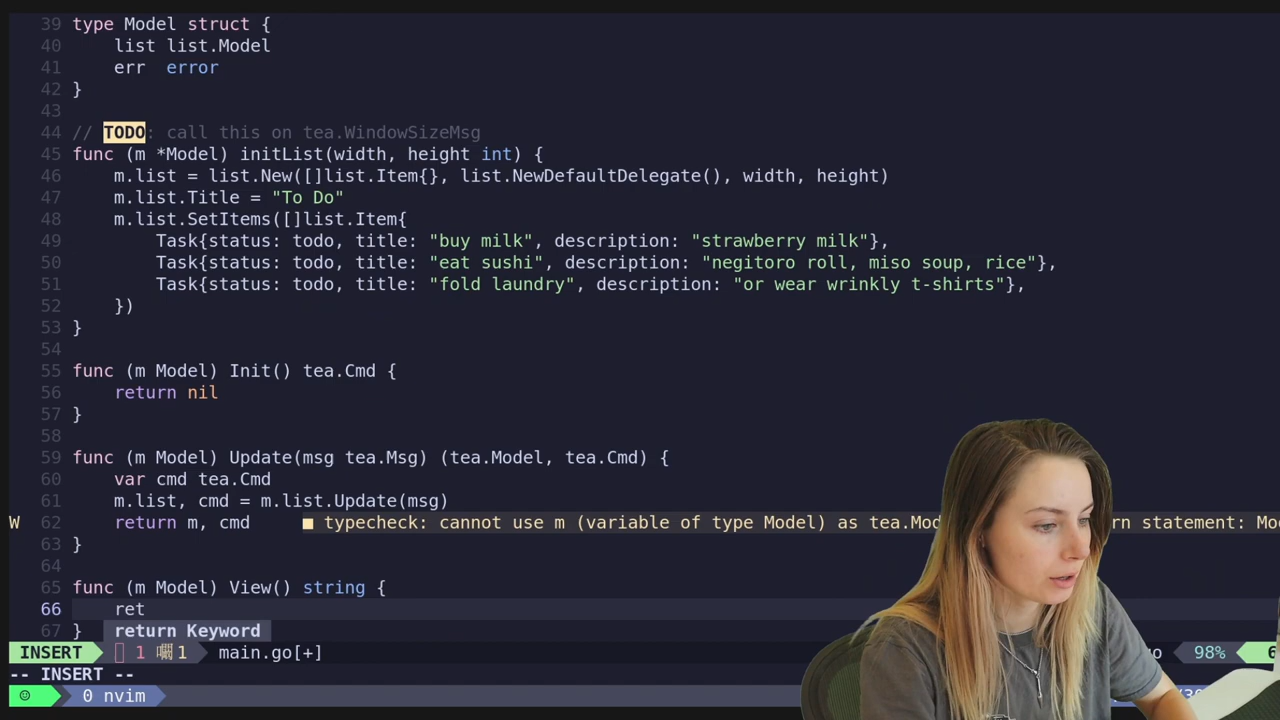 39 type Model struct {
40 list list.Model
41 err error
42 }
43
44 // TODO: call this on tea.WindowSizeMsg
45 func (m *Model) initList(width, height int) {
46 m.list = list.New([]list.Item{}, list.NewDefaultDelegate(), width, height)
47 m.list.Title = "To Do"
48 m.list.SetItems([]list.Item{
49 Task{status: todo, title: "buy milk", description: "strawberry milk"},
50 Task{status: todo, title: "eat sushi", description: "negitoro roll, miso soup, rice"},
51 Task{status: todo, title: "fold laundry", description: "or wear wrinkly t-shirts"},
52 })
53 }
54
55 func (m Model) Init() tea.Cmd {
56 return nil
57 }
58
59 func (m Model) Update(msg tea.Msg) (tea.Model, tea.Cmd) {
60 var cmd tea.Cmd
61 m.list, cmd = m.list.Update(msg)
W 62 return m, cmd ■ typecheck: cannot use m (variable of type Model) as statement:
63 }
64
65 func (m Model) View() string {
66 ret
67 } return Keyword
INSERT 1 1 main.go[+] 98%
-- INSERT --
☺ 0 nvim